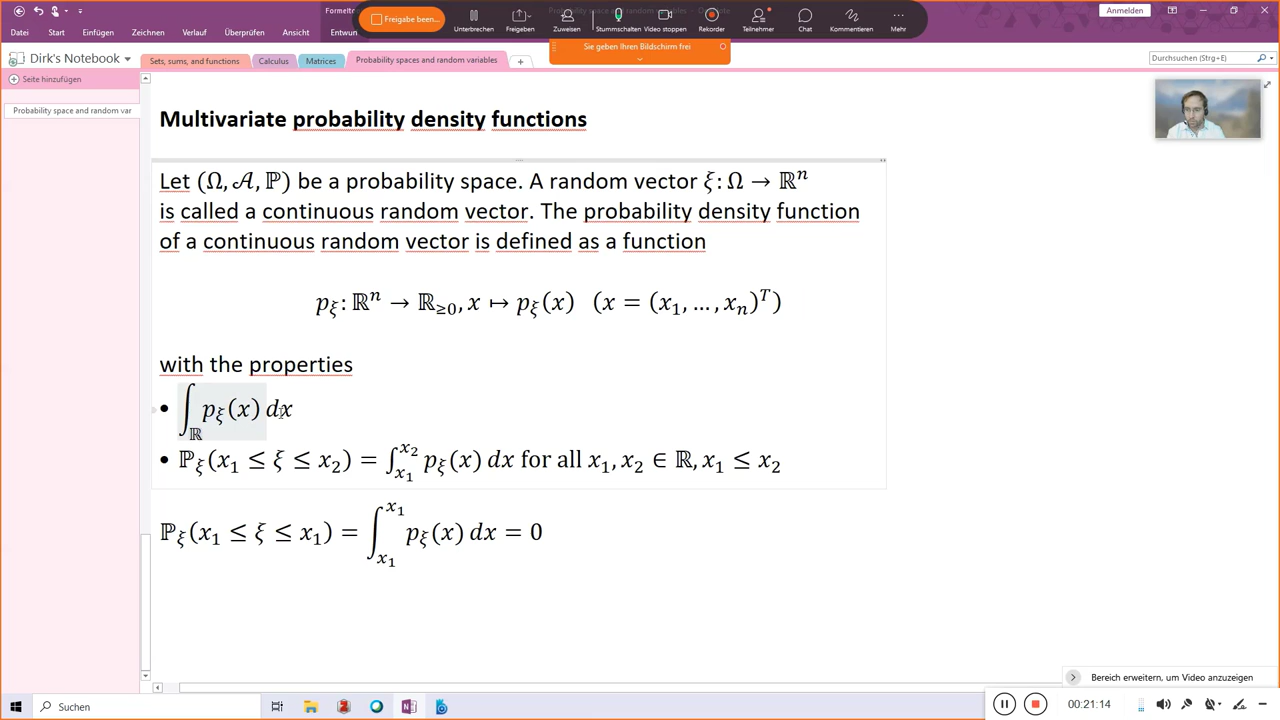 Formeltr
Freigabe been...
Unterbrechen
Freigeben
Zuweisen
Stummschalten
Video stoppen
Rekorder
Teilnehmer
Chat
Kommentieren
Mehr
Anmelden
Datei
Start
Einfügen
Zeichnen
Verlauf
Überprüfen
Ansicht
Entwurf
Sie geben Ihren Bildschirm frei
Dirk's Notebook
Sets, sums, and functions
Calculus
Matrices
Probability spaces and random variables
Durchsuchen (Strg+E)
Seite hinzufügen
Probability space and random var
Multivariate probability density functions
Let (Ω, 𝒜, ℙ) be a probability space. A random vector ξ: Ω → ℝⁿ
is called a continuous random vector. The probability density function
of a continuous random vector is defined as a function
p_ξ: ℝⁿ → ℝ_≥0, x ↦ p_ξ(x) (x = (x₁, …, xₙ)ᵀ)
with the properties
• ∫_ℝ p_ξ(x) dx
• ℙ_ξ(x₁ ≤ ξ ≤ x₂) = ∫_{x₁}^{x₂} p_ξ(x) dx for all x₁, x₂ ∈ ℝ, x₁ ≤ x₂
ℙ_ξ(x₁ ≤ ξ ≤ x₁) = ∫_{x₁}^{x₁} p_ξ(x) dx = 0
Bereich erweitern, um Video anzuzeigen
Suchen
00:21:14